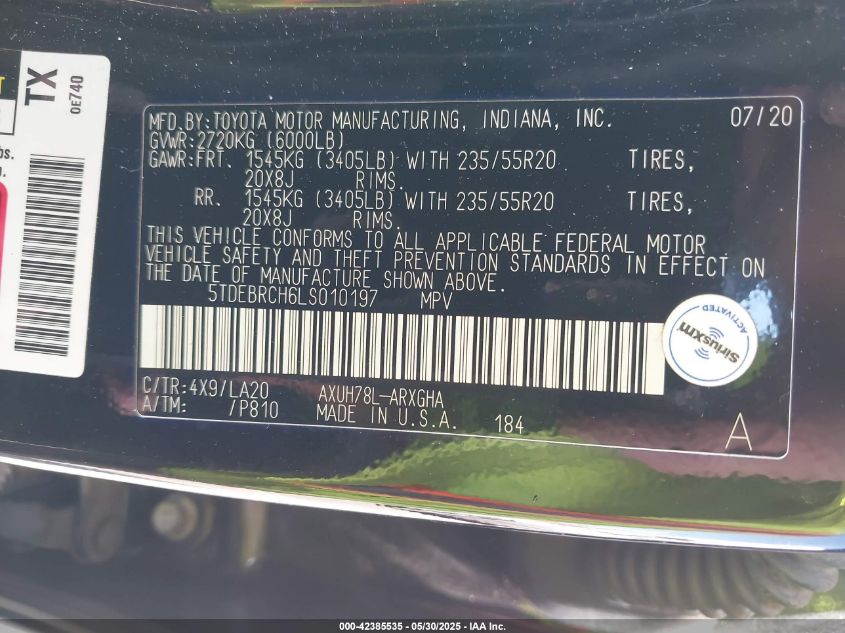 TX
0E740
bs.
MFD.BY:TOYOTA MOTOR MANUFACTURING, INDIANA, INC. 07/20
GVWR:2720KG (6000LB)
GAWR:FRT. 1545KG (3405LB) WITH 235/55R20 TIRES,
20X8J RIMS.
RR. 1545KG (3405LB) WITH 235/55R20 TIRES,
20X8J RIMS.
THIS VEHICLE CONFORMS TO ALL APPLICABLE FEDERAL MOTOR
VEHICLE SAFETY AND THEFT PREVENTION STANDARDS IN EFFECT ON
THE DATE OF MANUFACTURE SHOWN ABOVE.
5TDEBRCH6LS010197 MPV
ACTIVATED
SiriusXM
C/TR:4X9/LA20 AXUH78L-ARXGHA
A/TM: /P810 MADE IN U.S.A. 184
A
000-42385535 - 05/30/2025 - IAA Inc.